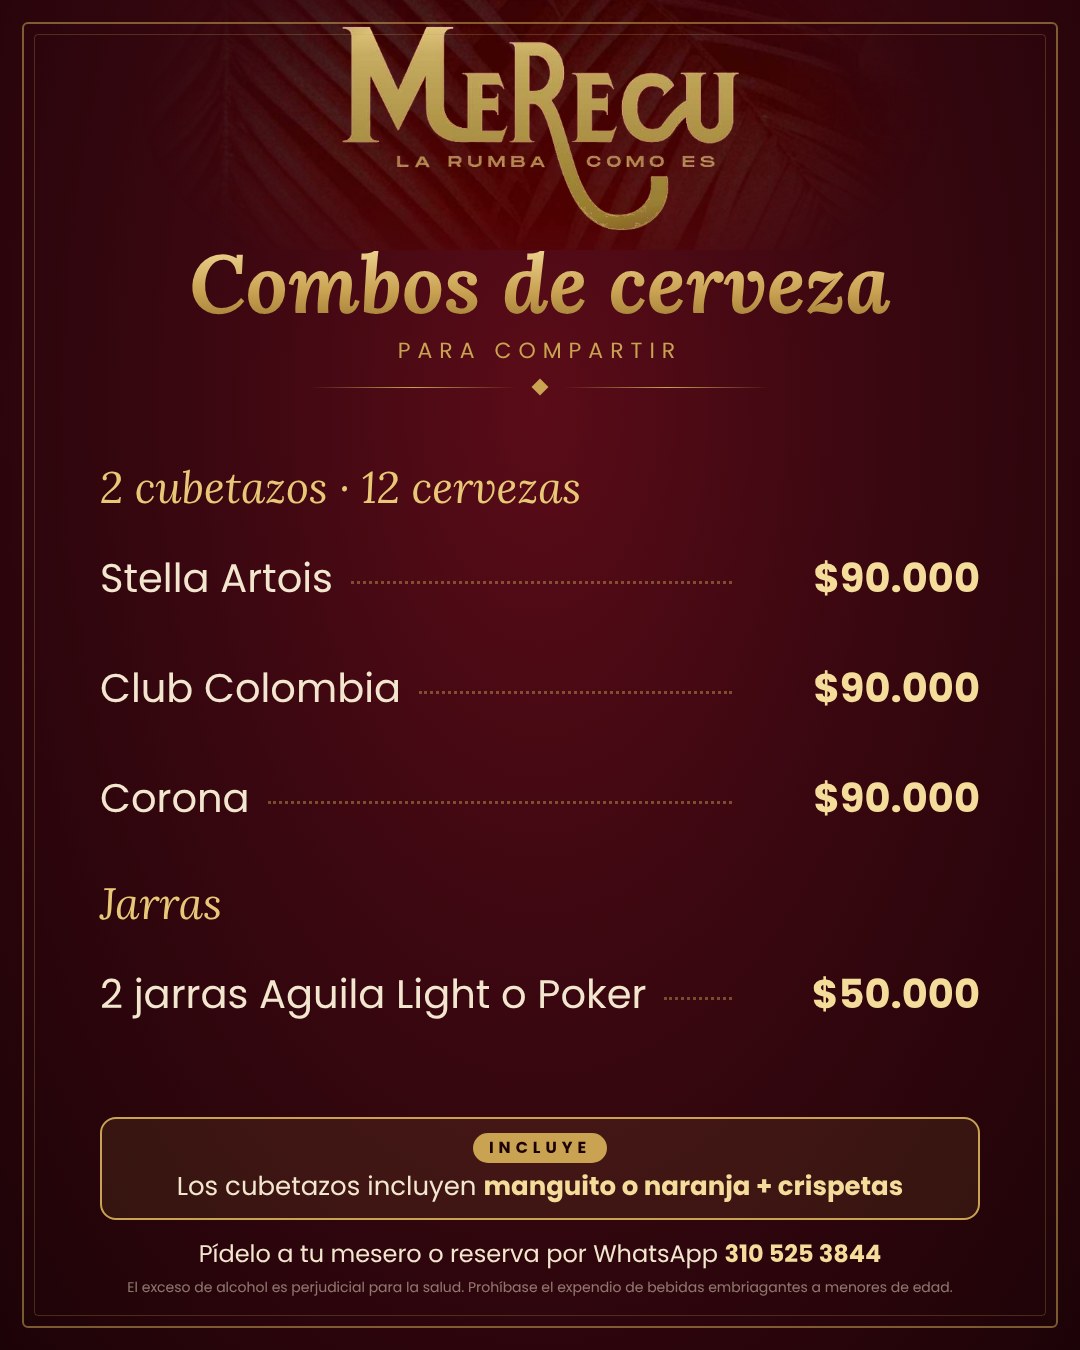 MERECU
LA RUMBA COMO ES
Combos de cerveza
PARA COMPARTIR
2 cubetazos · 12 cervezas
Stella Artois $90.000
Club Colombia $90.000
Corona $90.000
Jarras
2 jarras Aguila Light o Poker $50.000
INCLUYE
Los cubetazos incluyen manguito o naranja + crispetas
Pídelo a tu mesero o reserva por WhatsApp 310 525 3844
El exceso de alcohol es perjudicial para la salud. Prohíbase el expendio de bebidas embriagantes a menores de edad.